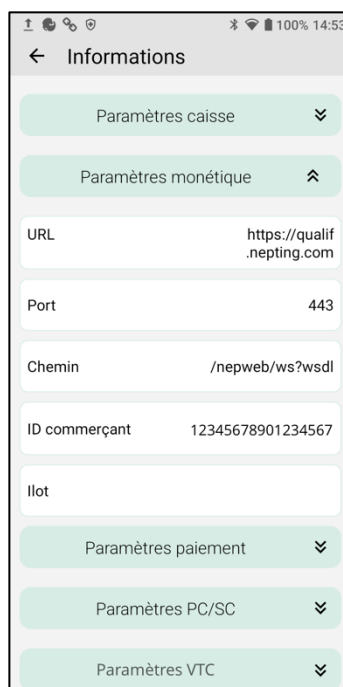 100% 14:53
Informations
Paramètres caisse
Paramètres monétique
URL https://qualif
.nepting.com
Port 443
Chemin /nepweb/ws?wsdl
ID commerçant 12345678901234567
Ilot
Paramètres paiement
Paramètres PC/SC
Paramètres VTC